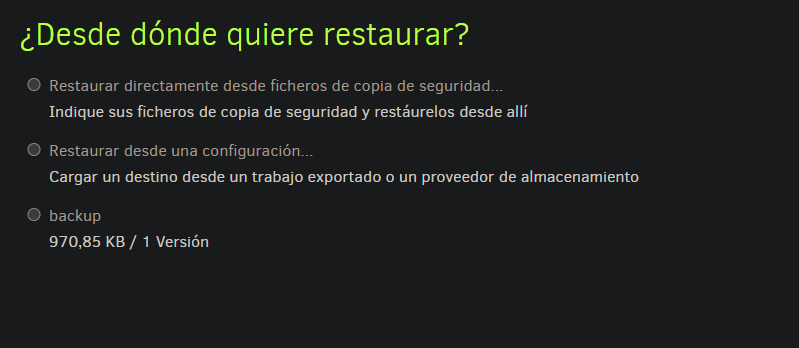 ¿Desde dónde quiere restaurar?
Restaurar directamente desde ficheros de copia de seguridad...
Indique sus ficheros de copia de seguridad y restáurelos desde allí
Restaurar desde una configuración...
Cargar un destino desde un trabajo exportado o un proveedor de almacenamiento
backup
970,85 KB / 1 Versión